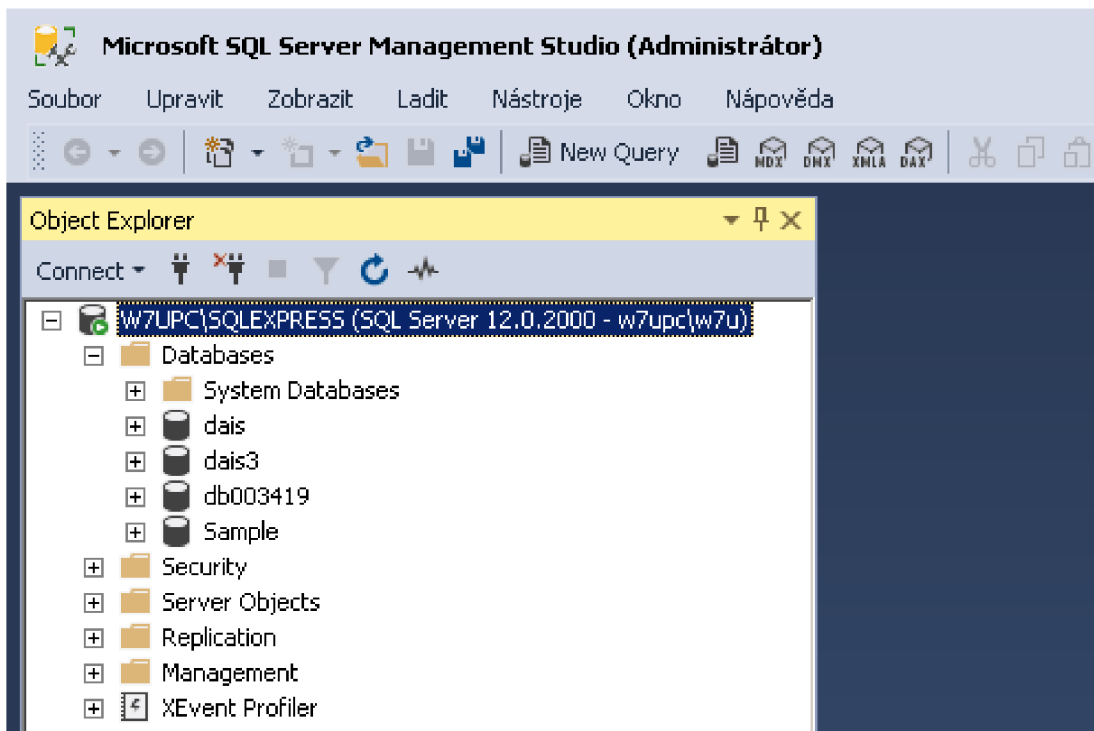 Microsoft SQL Server Management Studio (Administrátor)
Soubor Upravit Zobrazit Ladit Nástroje Okno Nápověda
New Query MDX DMX XMLA DAX
Object Explorer
Connect
W7UPC\SQLEXPRESS (SQL Server 12.0.2000 - w7upc\w7u)
Databases
System Databases
dais
dais3
db003419
Sample
Security
Server Objects
Replication
Management
XEvent Profiler